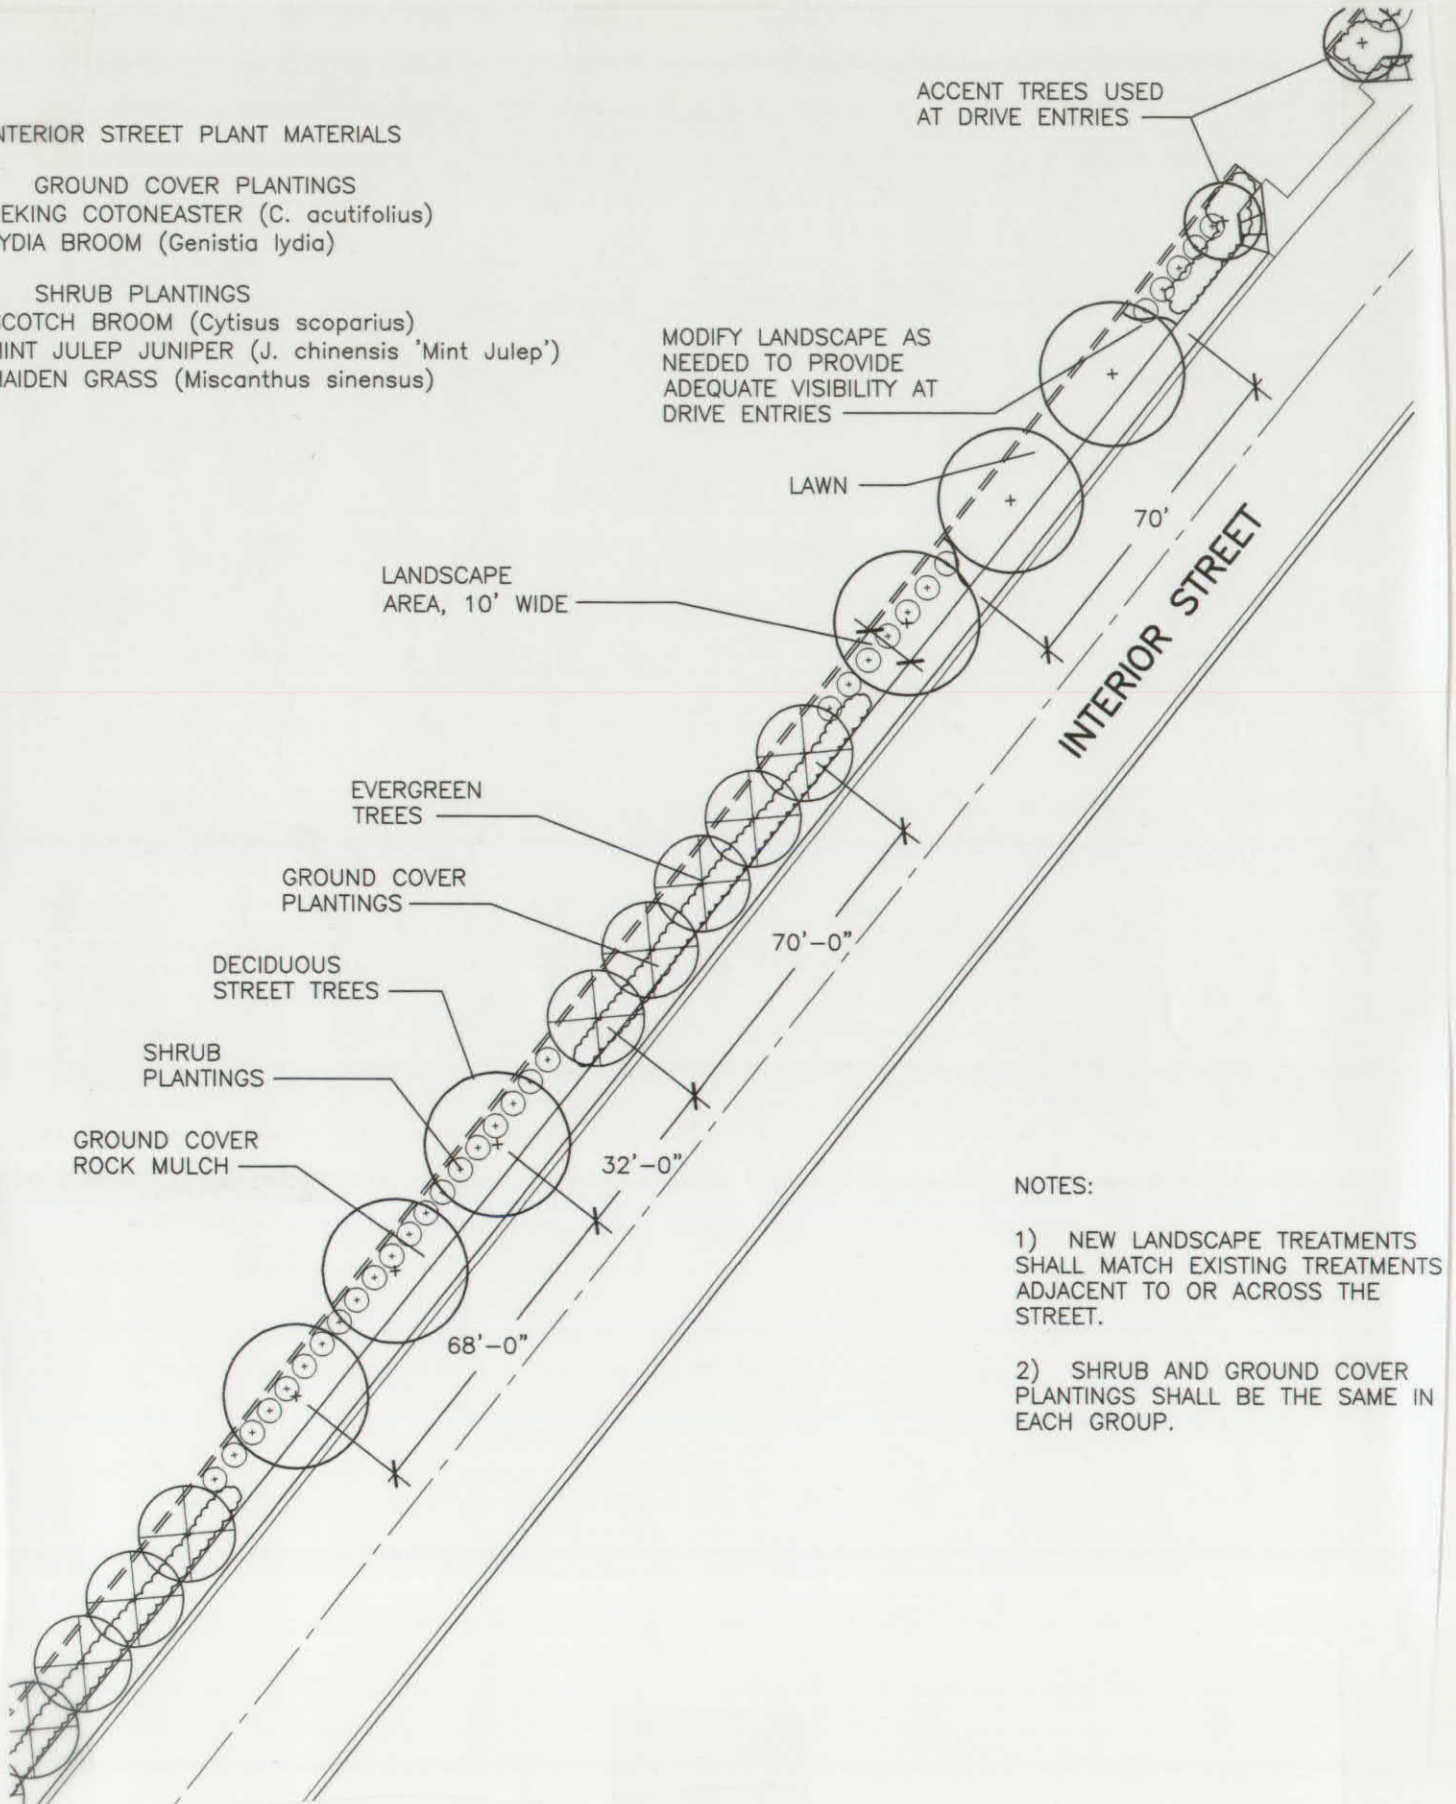 NTERIOR STREET PLANT MATERIALS
GROUND COVER PLANTINGS
EKING COTONEASTER (C. acutifolius)
YDIA BROOM (Genistia lydia)
SHRUB PLANTINGS
COTCH BROOM (Cytisus scoparius)
INT JULEP JUNIPER (J. chinensis 'Mint Julep')
AIDEN GRASS (Miscanthus sinensus)
ACCENT TREES USED
AT DRIVE ENTRIES
MODIFY LANDSCAPE AS
NEEDED TO PROVIDE
ADEQUATE VISIBILITY AT
DRIVE ENTRIES
LAWN
70'
INTERIOR STREET
LANDSCAPE
AREA, 10' WIDE
EVERGREEN
TREES
GROUND COVER
PLANTINGS
70'-0"
DECIDUOUS
STREET TREES
SHRUB
PLANTINGS
GROUND COVER
ROCK MULCH
32'-0"
68'-0"
NOTES:
1) NEW LANDSCAPE TREATMENTS
SHALL MATCH EXISTING TREATMENTS
ADJACENT TO OR ACROSS THE
STREET.
2) SHRUB AND GROUND COVER
PLANTINGS SHALL BE THE SAME IN
EACH GROUP.